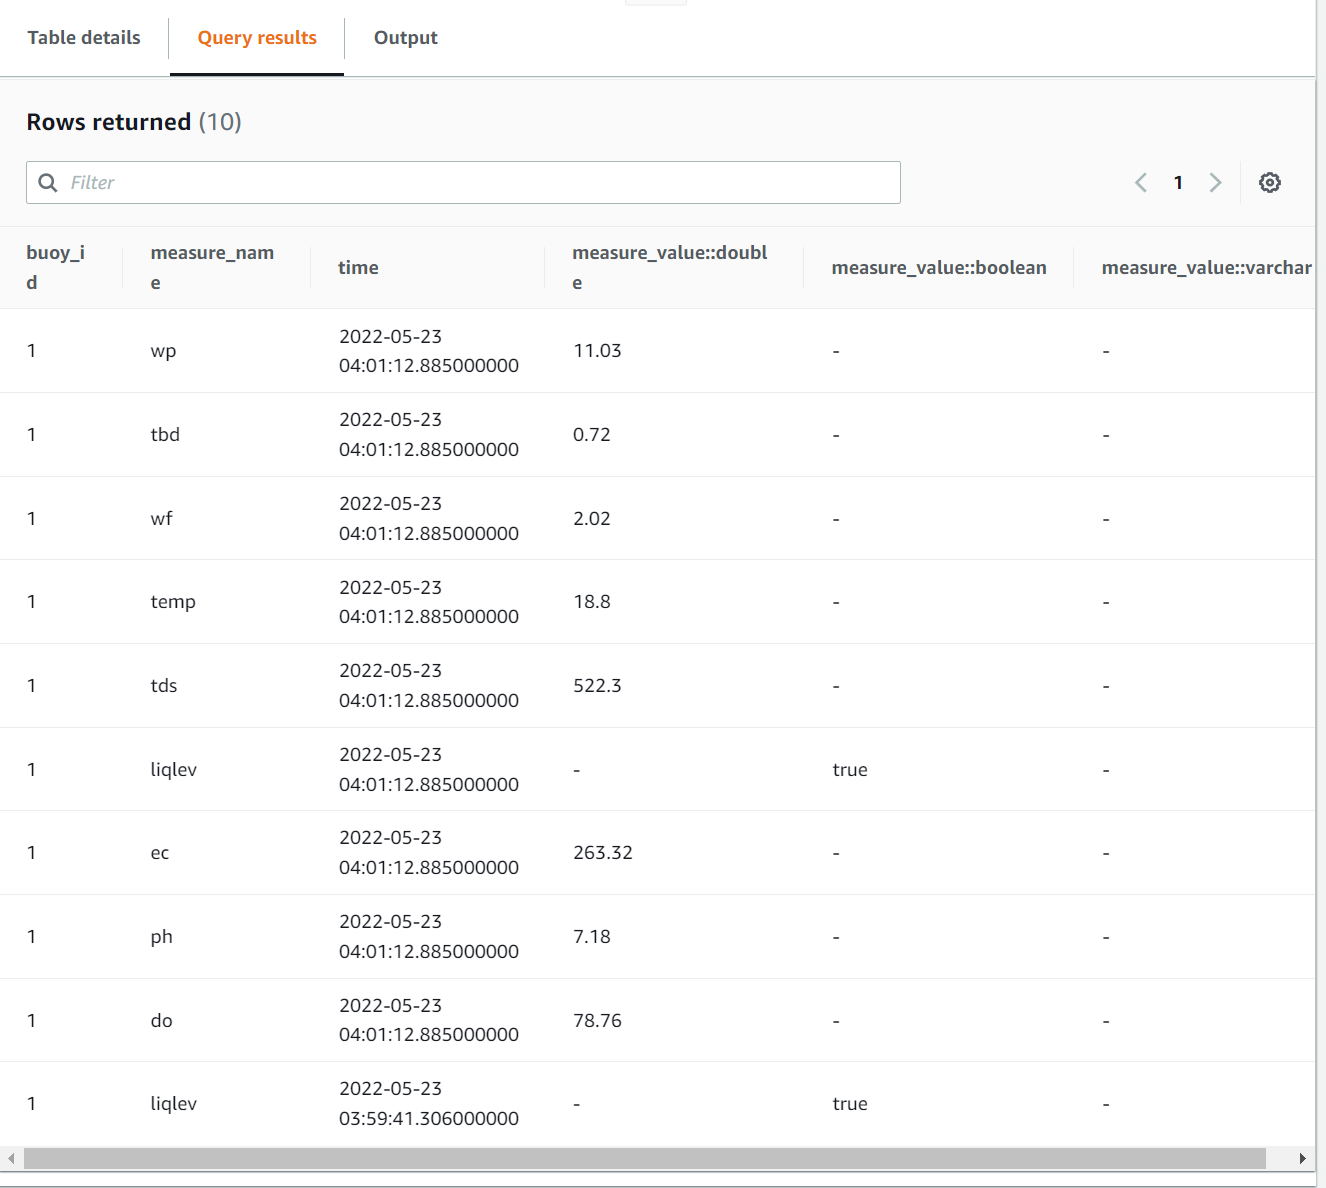 Table details Query results Output
Rows returned (10)
Filter 1
buoy_i measure_nam time measure_value::doubl measure_value::boolean measure_value::varchar
d e e
1 wp 2022-05-23 11.03 - -
04:01:12.885000000
1 tbd 2022-05-23 0.72 - -
04:01:12.885000000
1 wf 2022-05-23 2.02 - -
04:01:12.885000000
1 temp 2022-05-23 18.8 - -
04:01:12.885000000
1 tds 2022-05-23 522.3 - -
04:01:12.885000000
1 liqlev 2022-05-23 - true -
04:01:12.885000000
1 ec 2022-05-23 263.32 - -
04:01:12.885000000
1 ph 2022-05-23 7.18 - -
04:01:12.885000000
1 do 2022-05-23 78.76 - -
04:01:12.885000000
1 liqlev 2022-05-23 - true -
03:59:41.306000000